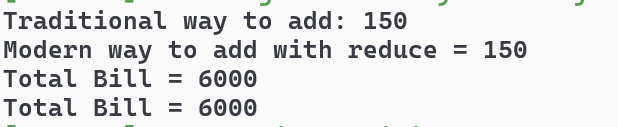 Traditional way to add: 150
Modern way to add with reduce = 150
Total Bill = 6000
Total Bill = 6000